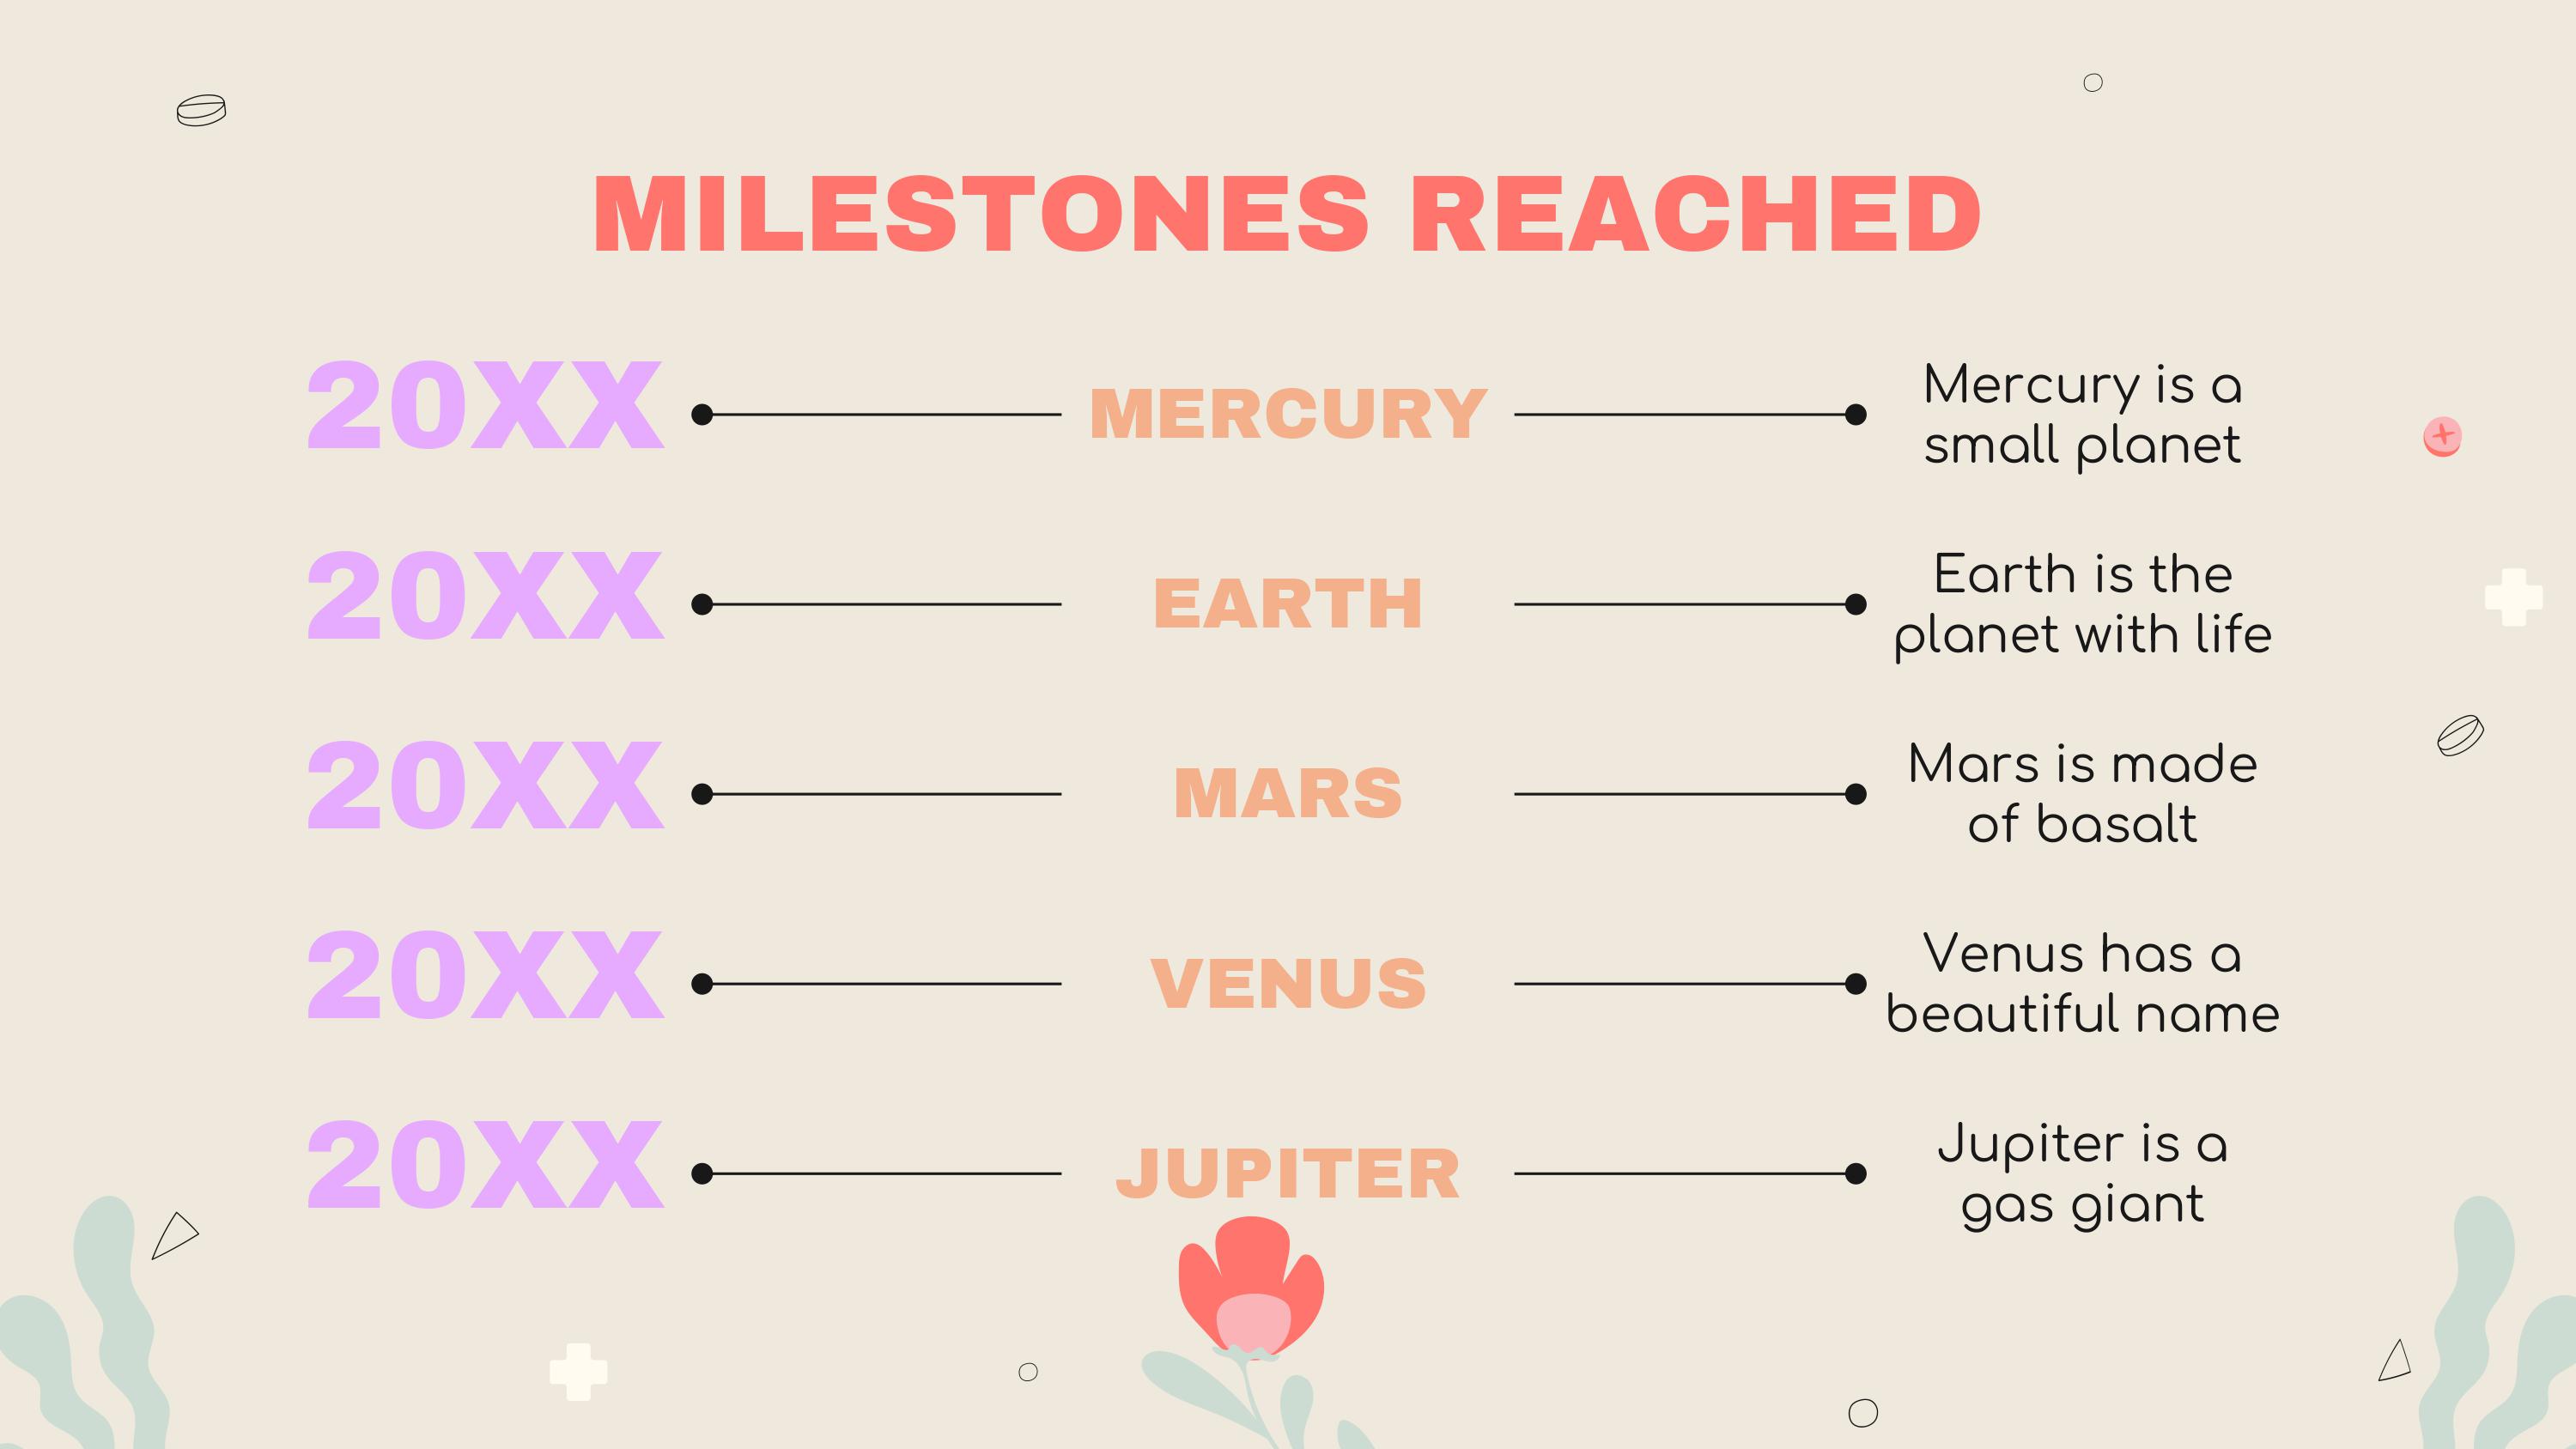 MILESTONES REACHED
20XX MERCURY Mercury is a
small planet
20XX EARTH Earth is the
planet with life
20XX MARS Mars is made
of basalt
20XX VENUS Venus has a
beautiful name
20XX JUPITER Jupiter is a
gas giant